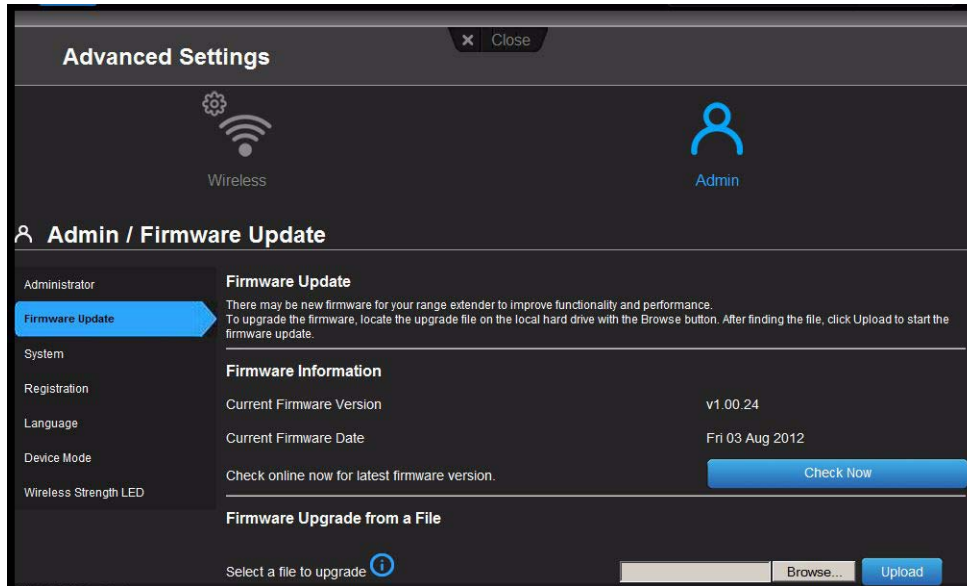 Close
Advanced Settings
Wireless
Admin
Admin / Firmware Update
Administrator
Firmware Update
System
Registration
Language
Device Mode
Wireless Strength LED
Firmware Update
There may be new firmware for your range extender to improve functionality and performance.
To upgrade the firmware, locate the upgrade file on the local hard drive with the Browse button. After finding the file, click Upload to start the
firmware update.
Firmware Information
Current Firmware Version v1.00.24
Current Firmware Date Fri 03 Aug 2012
Check online now for latest firmware version. Check Now
Firmware Upgrade from a File
Select a file to upgrade Browse... Upload